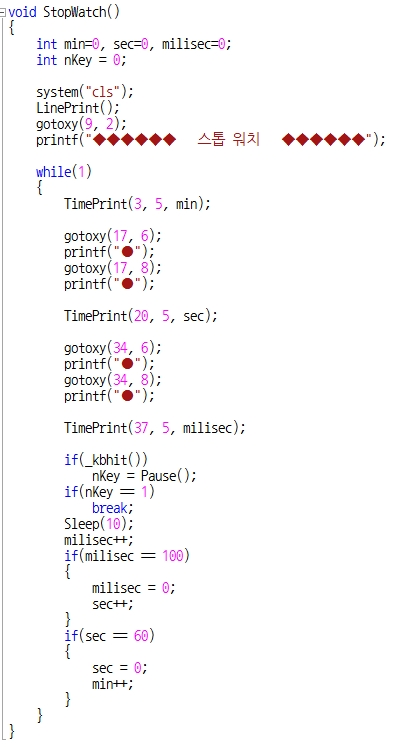 void StopWatch()
{
    int min=0, sec=0, milisec=0;
    int nKey = 0;

    system("cls");
    LinePrint();
    gotoxy(9, 2);
    printf("◆◆◆◆◆◆   스톱 워치   ◆◆◆◆◆◆");

    while(1)
    {
        TimePrint(3, 5, min);

        gotoxy(17, 6);
        printf("●");
        gotoxy(17, 8);
        printf("●");

        TimePrint(20, 5, sec);

        gotoxy(34, 6);
        printf("●");
        gotoxy(34, 8);
        printf("●");

        TimePrint(37, 5, milisec);

        if(_kbhit())
            nKey = Pause();
        if(nKey == 1)
            break;
        Sleep(10);
        milisec++;
        if(milisec == 100)
        {
            milisec = 0;
            sec++;
        }
        if(sec == 60)
        {
            sec = 0;
            min++;
        }
    }
}